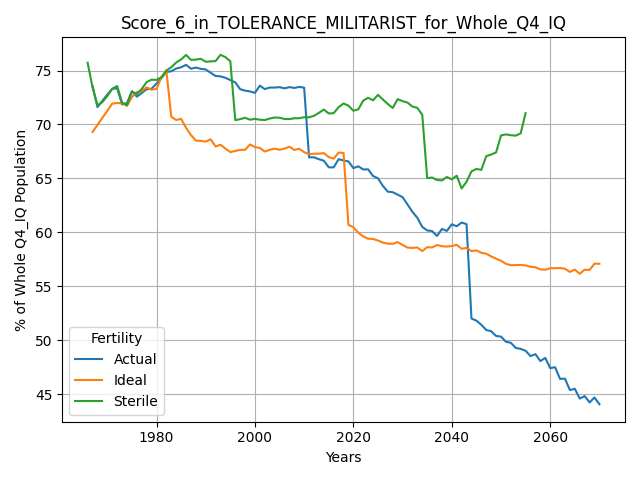 Score_6_in_TOLERANCE_MILITARIST_for_Whole_Q4_IQ
% of Whole Q4_IQ Population
75
70
65
60
55
50
45
Fertility
Actual
Ideal
Sterile
1980
2000
2020
2040
2060
Years